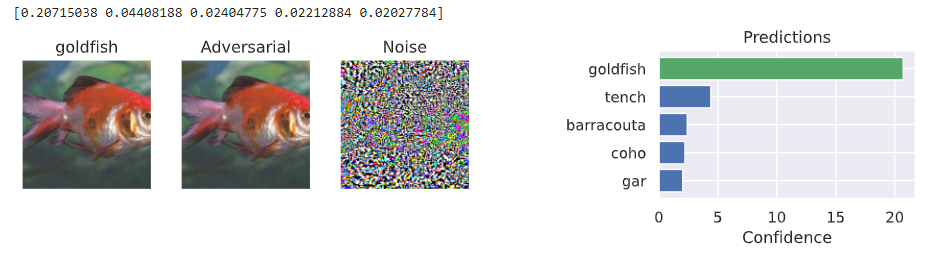 [0.20715038 0.04408188 0.02404775 0.02212884 0.02027784]
goldfish
Adversarial
Noise
Predictions
goldfish
tench
barracouta
coho
gar
0 5 10 15 20
Confidence